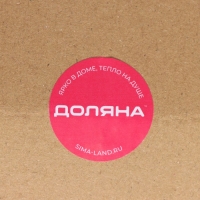 ЯРКО В ДОМЕ, ТЕПЛО НА ДУШЕ
ДОЛЯНА
SIMA-LAND.RU